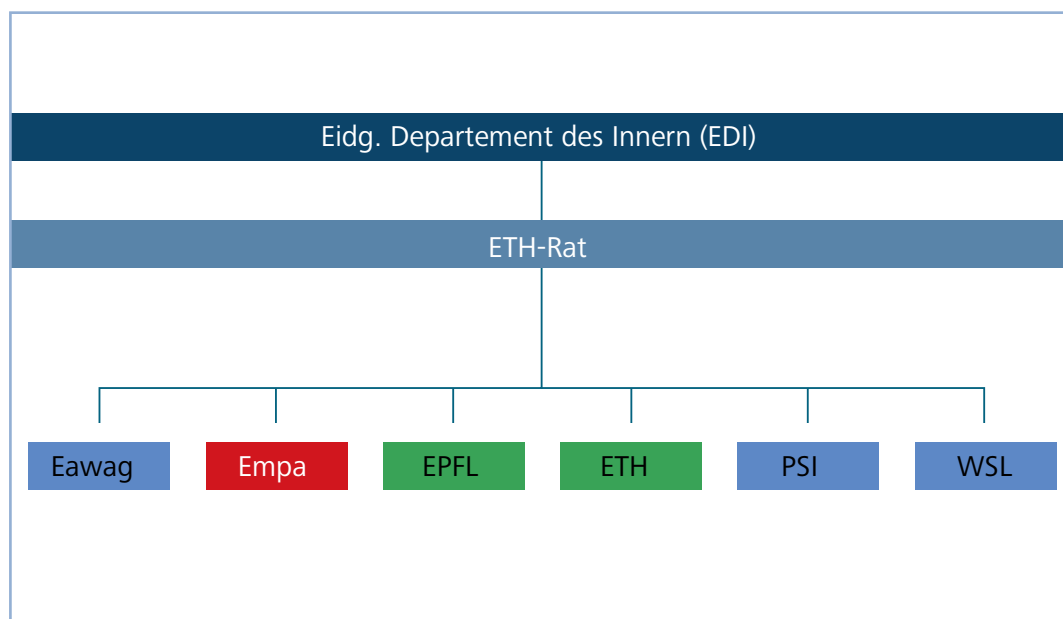 Eidg. Departement des Innern (EDI)
ETH-Rat
Eawag
Empa
EPFL
ETH
PSI
WSL